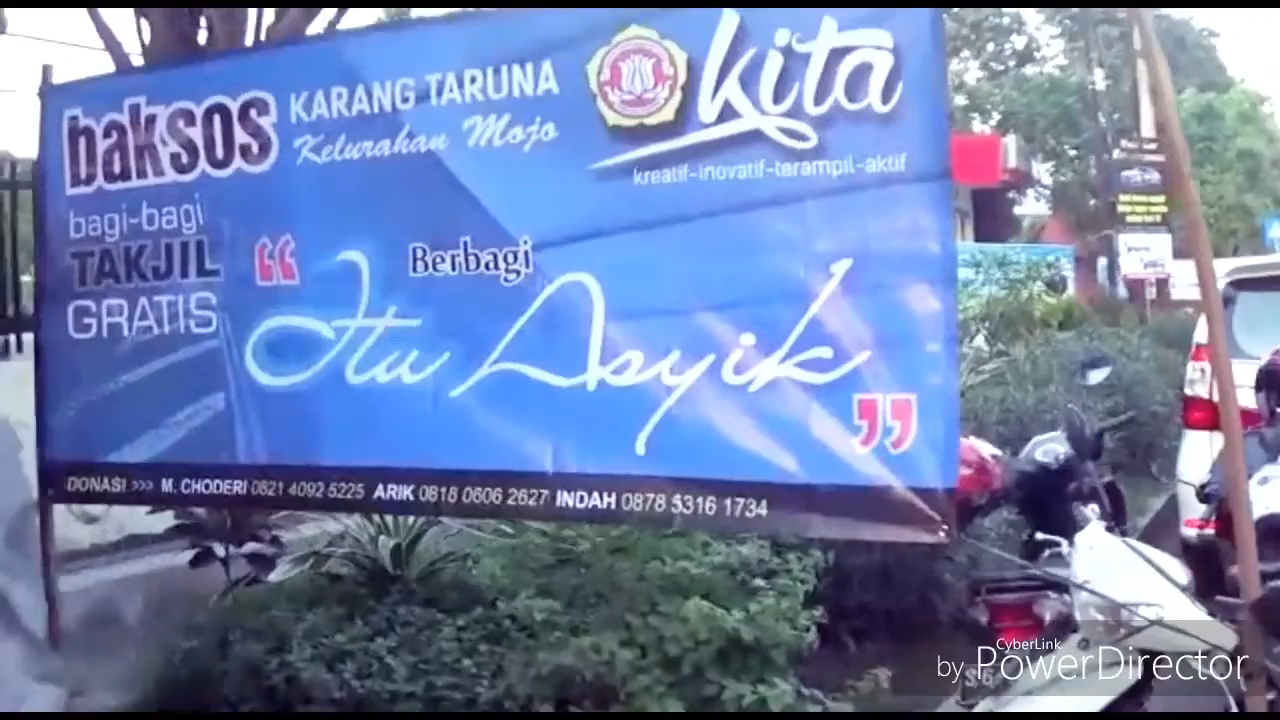 baksos
KARANG TARUNA
Kelurahan Mojo
kita
kreatif-inovatif-terampil-aktif
bagi-bagi
TAKJIL
GRATIS
“ Berbagi
Itu Asyik ”
DONASI >>> M. CHODERI 0821 4092 5225 ARIK 0818 0606 2627 INDAH 0878 5316 1734
CyberLink
by PowerDirector